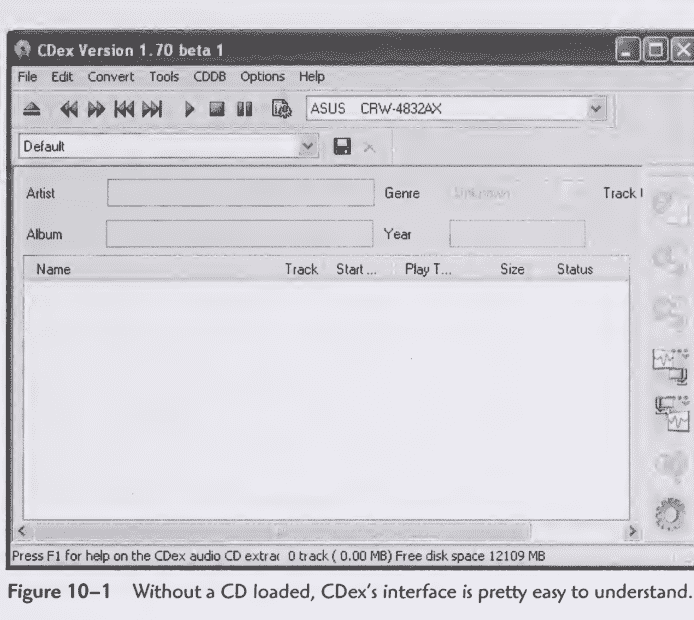 CDex Version 1.70 beta 1
File Edit Convert Tools CDDB Options Help
ASUS CRW-4832AX
Default
Artist Genre Unknown Track
Album Year
Name Track Start ... Play T... Size Status
Press F1 for help on the CDex audio CD extrac 0 track ( 0.00 MB) Free disk space 12109 MB
Figure 10–1 Without a CD loaded, CDex's interface is pretty easy to understand.